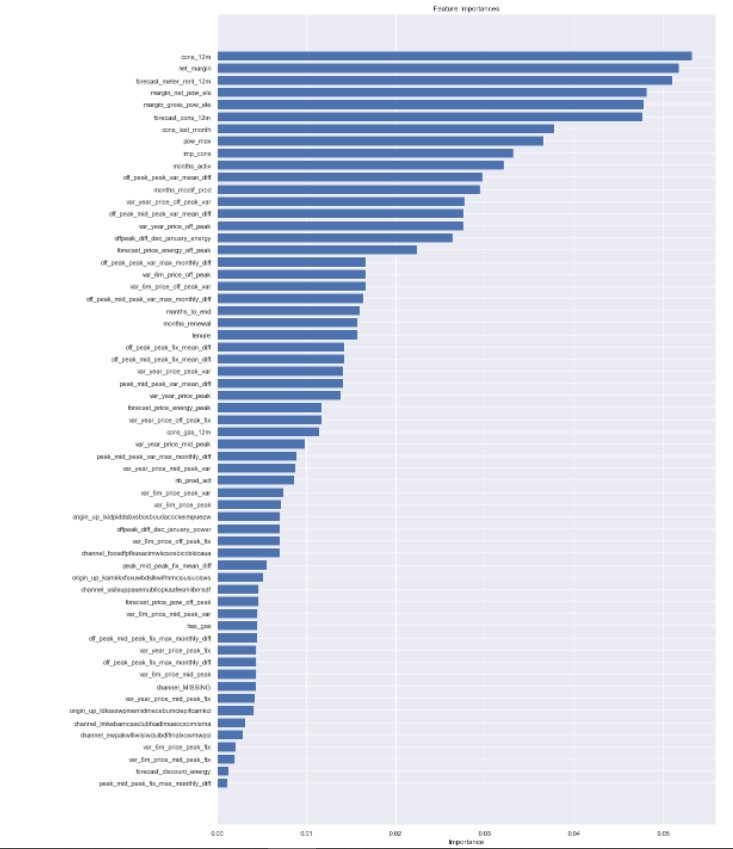 Feature Importances
cons_12m
net_margin
forecast_meter_rent_12m
margin_net_pow_ele
margin_gross_pow_ele
forecast_cons_12m
cons_last_month
pow_max
imp_cons
months_activ
off_peak_peak_var_mean_diff
months_modif_prod
var_year_price_off_peak_var
off_peak_mid_peak_var_mean_diff
var_year_price_off_peak
offpeak_diff_dec_january_energy
forecast_price_energy_off_peak
off_peak_peak_var_max_monthly_diff
var_6m_price_off_peak
var_6m_price_off_peak_var
off_peak_mid_peak_var_max_monthly_diff
months_to_end
months_renewal
tenure
off_peak_peak_fix_mean_diff
off_peak_mid_peak_fix_mean_diff
var_year_price_peak_var
peak_mid_peak_var_mean_diff
var_year_price_peak
forecast_price_energy_peak
var_year_price_off_peak_fix
cons_gas_12m
var_year_price_mid_peak
peak_mid_peak_var_max_monthly_diff
var_year_price_mid_peak_var
nb_prod_act
var_6m_price_peak_var
var_6m_price_peak
offpeak_diff_dec_january_power
var_6m_price_off_peak_fix
peak_mid_peak_fix_mean_diff
forecast_price_pow_off_peak
var_6m_price_mid_peak_var
has_gas
off_peak_mid_peak_fix_max_monthly_diff
var_year_price_peak_fix
off_peak_peak_fix_max_monthly_diff
var_6m_price_mid_peak
channel_MISSING
var_year_price_mid_peak_fix
var_6m_price_peak_fix
var_6m_price_mid_peak_fix
forecast_discount_energy
peak_mid_peak_fix_max_monthly_diff
0.00 0.01 0.02 0.03 0.04 0.05
Importance